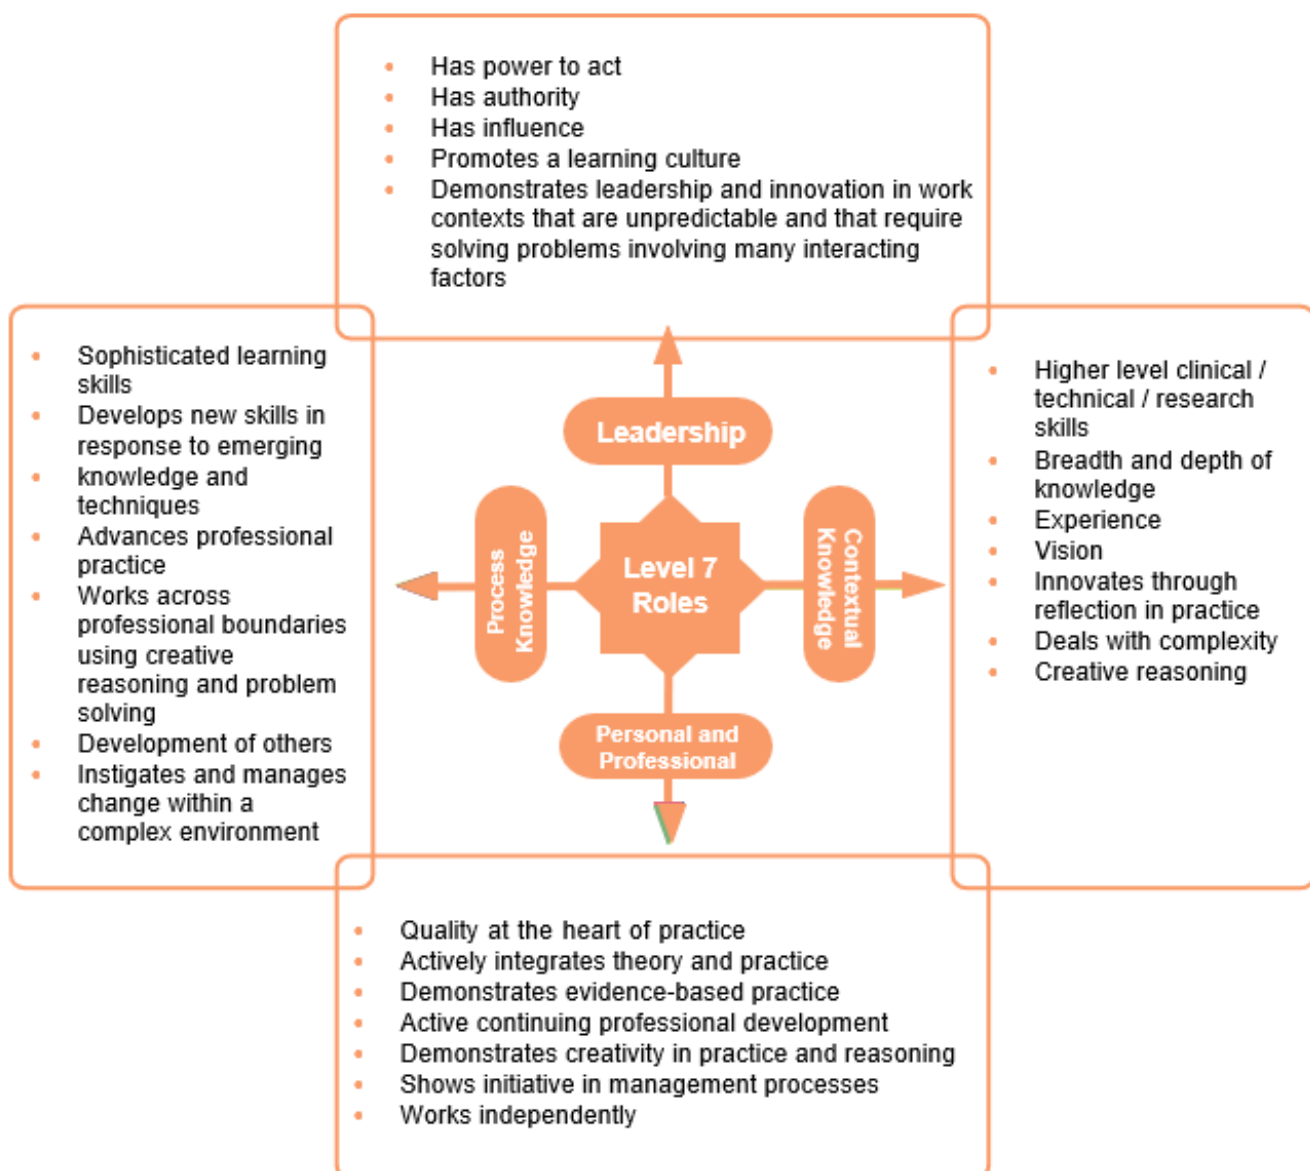 • Has power to act
• Has authority
• Has influence
• Promotes a learning culture
• Demonstrates leadership and innovation in work
contexts that are unpredictable and that require
solving problems involving many interacting
factors
• Sophisticated learning
skills
• Develops new skills in
response to emerging
• knowledge and
techniques
• Advances professional
practice
• Works across
professional boundaries
using creative
reasoning and problem
solving
• Development of others
• Instigates and manages
change within a
complex environment
Leadership
Process
Knowledge
Level 7
Roles
Contextual
Knowledge
Personal and
Professional
• Higher level clinical /
technical / research
skills
• Breadth and depth of
knowledge
• Experience
• Vision
• Innovates through
reflection in practice
• Deals with complexity
• Creative reasoning
• Quality at the heart of practice
• Actively integrates theory and practice
• Demonstrates evidence-based practice
• Active continuing professional development
• Demonstrates creativity in practice and reasoning
• Shows initiative in management processes
• Works independently